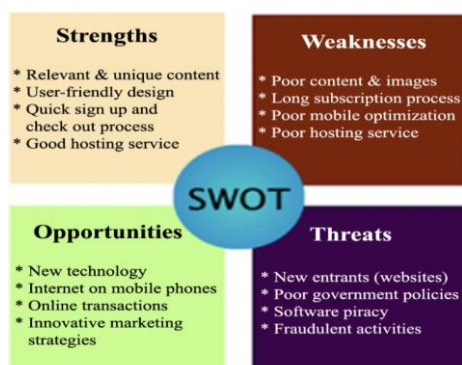 Strengths
* Relevant & unique content
* User-friendly design
* Quick sign up and
check out process
* Good hosting service
Weaknesses
* Poor content & images
* Long subscription process
* Poor mobile optimization
* Poor hosting service
SWOT
Opportunities
* New technology
* Internet on mobile phones
* Online transactions
* Innovative marketing
strategies
Threats
* New entrants (websites)
* Poor government policies
* Software piracy
* Fraudulent activities